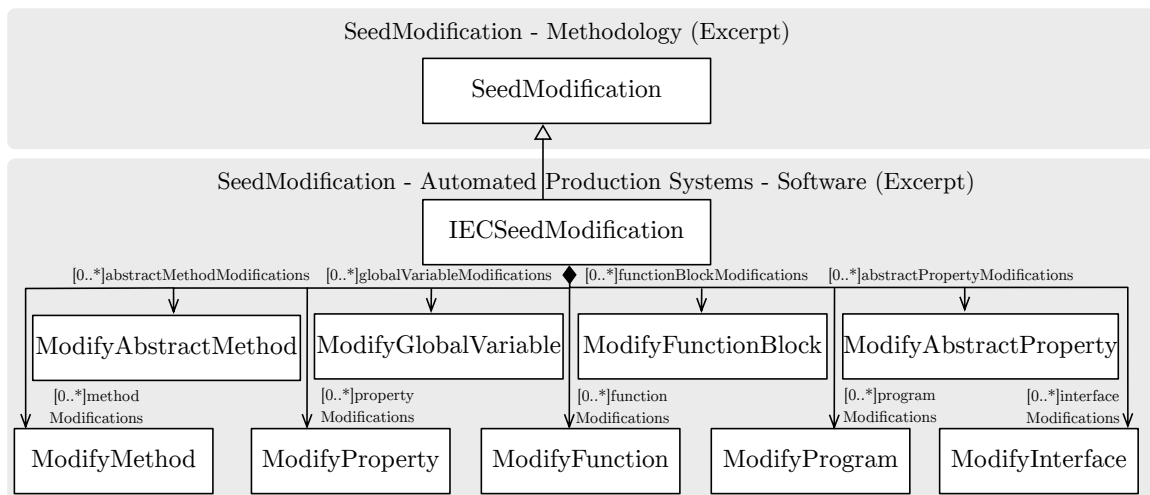 SeedModification - Methodology (Excerpt)
SeedModification
SeedModification - Automated Production Systems - Software (Excerpt)
IECSeedModification
[0..*]abstractMethodModifications
[0..*]globalVariableModifications
[0..*]functionBlockModifications
[0..*]abstractPropertyModifications
ModifyAbstractMethod
ModifyGlobalVariable
ModifyFunctionBlock
ModifyAbstractProperty
[0..*]method
Modifications
[0..*]property
Modifications
[0..*]function
Modifications
[0..*]program
Modifications
[0..*]interface
Modifications
ModifyMethod
ModifyProperty
ModifyFunction
ModifyProgram
ModifyInterface